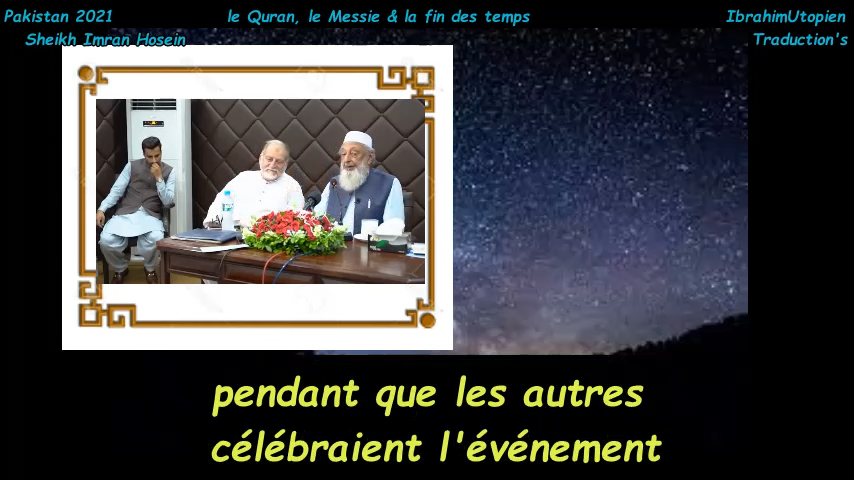 Pakistan 2021 le Quran, le Messie & la fin des temps IbrahimUtopien
Sheikh Imran Hosein Traduction's
pendant que les autres
célébraient l'événement